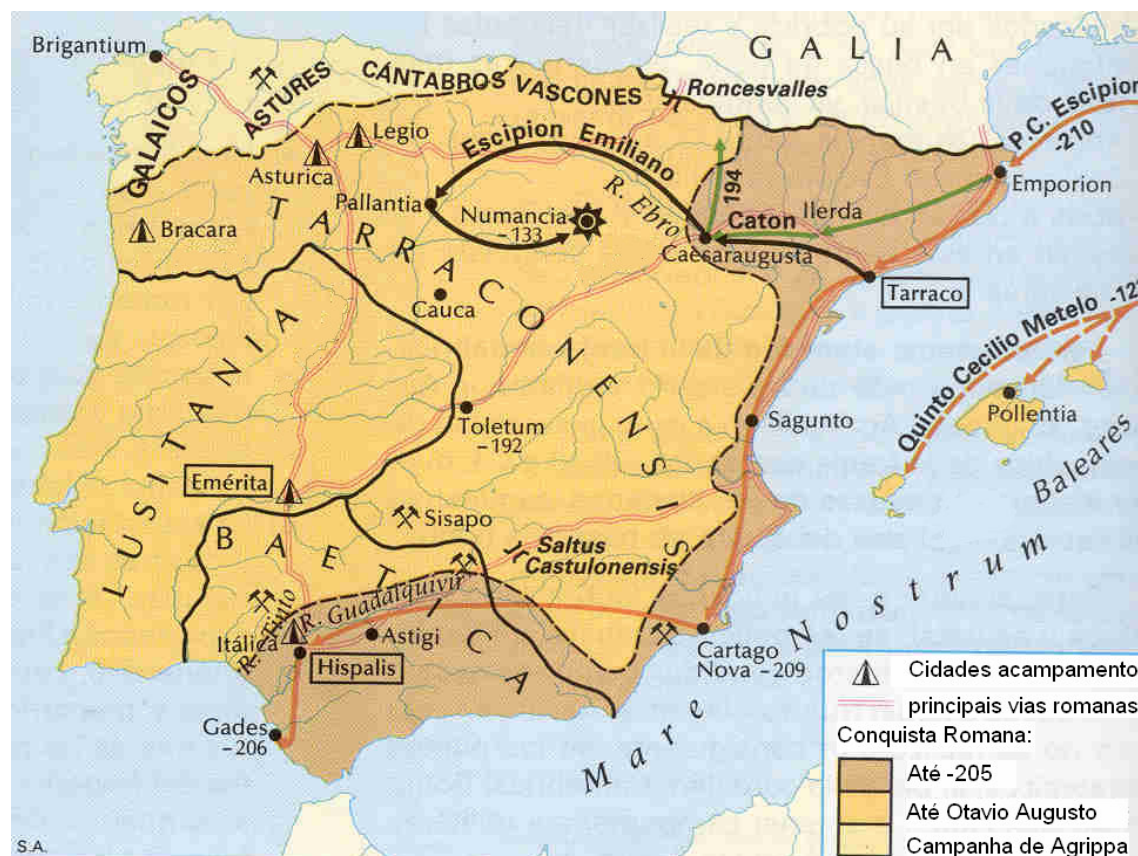 Brigantium
GALIA
GALAICOS
ASTURES
CÁNTABROS
VASCONES
Roncesvalles
P.C. Escipion
-210
Legio
Asturica
Escipion Emiliano
Emporion
194
Ilerda
Caton
R. Ebro
Caesaraugusta
Pallantia
Numancia
-133
Bracara
Tarraco
TARRACONENSIS
Cauca
Quinto Cecilio Metelo -12
Pollentia
Baleares
LUSITANIA
Toletum
-192
Sagunto
Emérita
Sisapo
BAETICA
Saltus
Castulonensis
R. Guadalquivir
Itálica
Astigi
Hispalis
Cartago
Nova -209
Gades
-206
Mare Nostrum
Cidades acampamento
principais vias romanas
Conquista Romana:
Até -205
Até Otavio Augusto
Campanha de Agrippa
S.A.